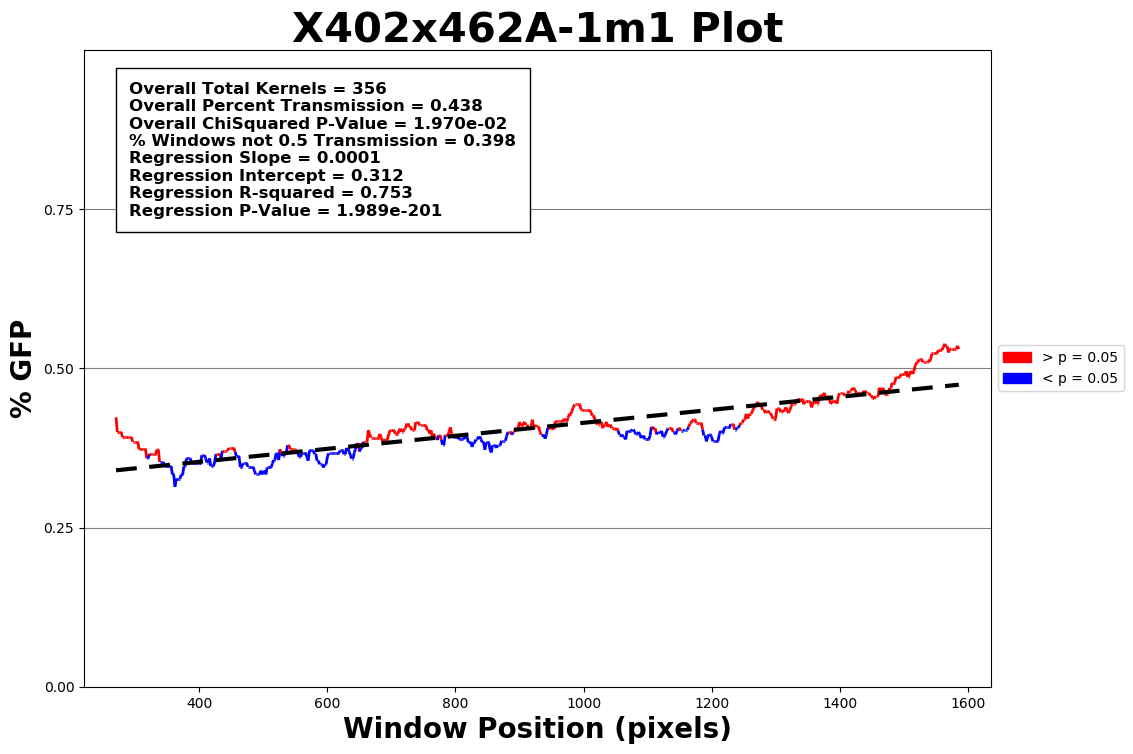 X402x462A-1m1 Plot
Overall Total Kernels = 356
Overall Percent Transmission = 0.438
Overall ChiSquared P-Value = 1.970e-02
% Windows not 0.5 Transmission = 0.398
Regression Slope = 0.0001
Regression Intercept = 0.312
Regression R-squared = 0.753
Regression P-Value = 1.989e-201
% GFP
0.75
0.50
0.25
0.00
> p = 0.05
< p = 0.05
400 600 800 1000 1200 1400 1600
Window Position (pixels)